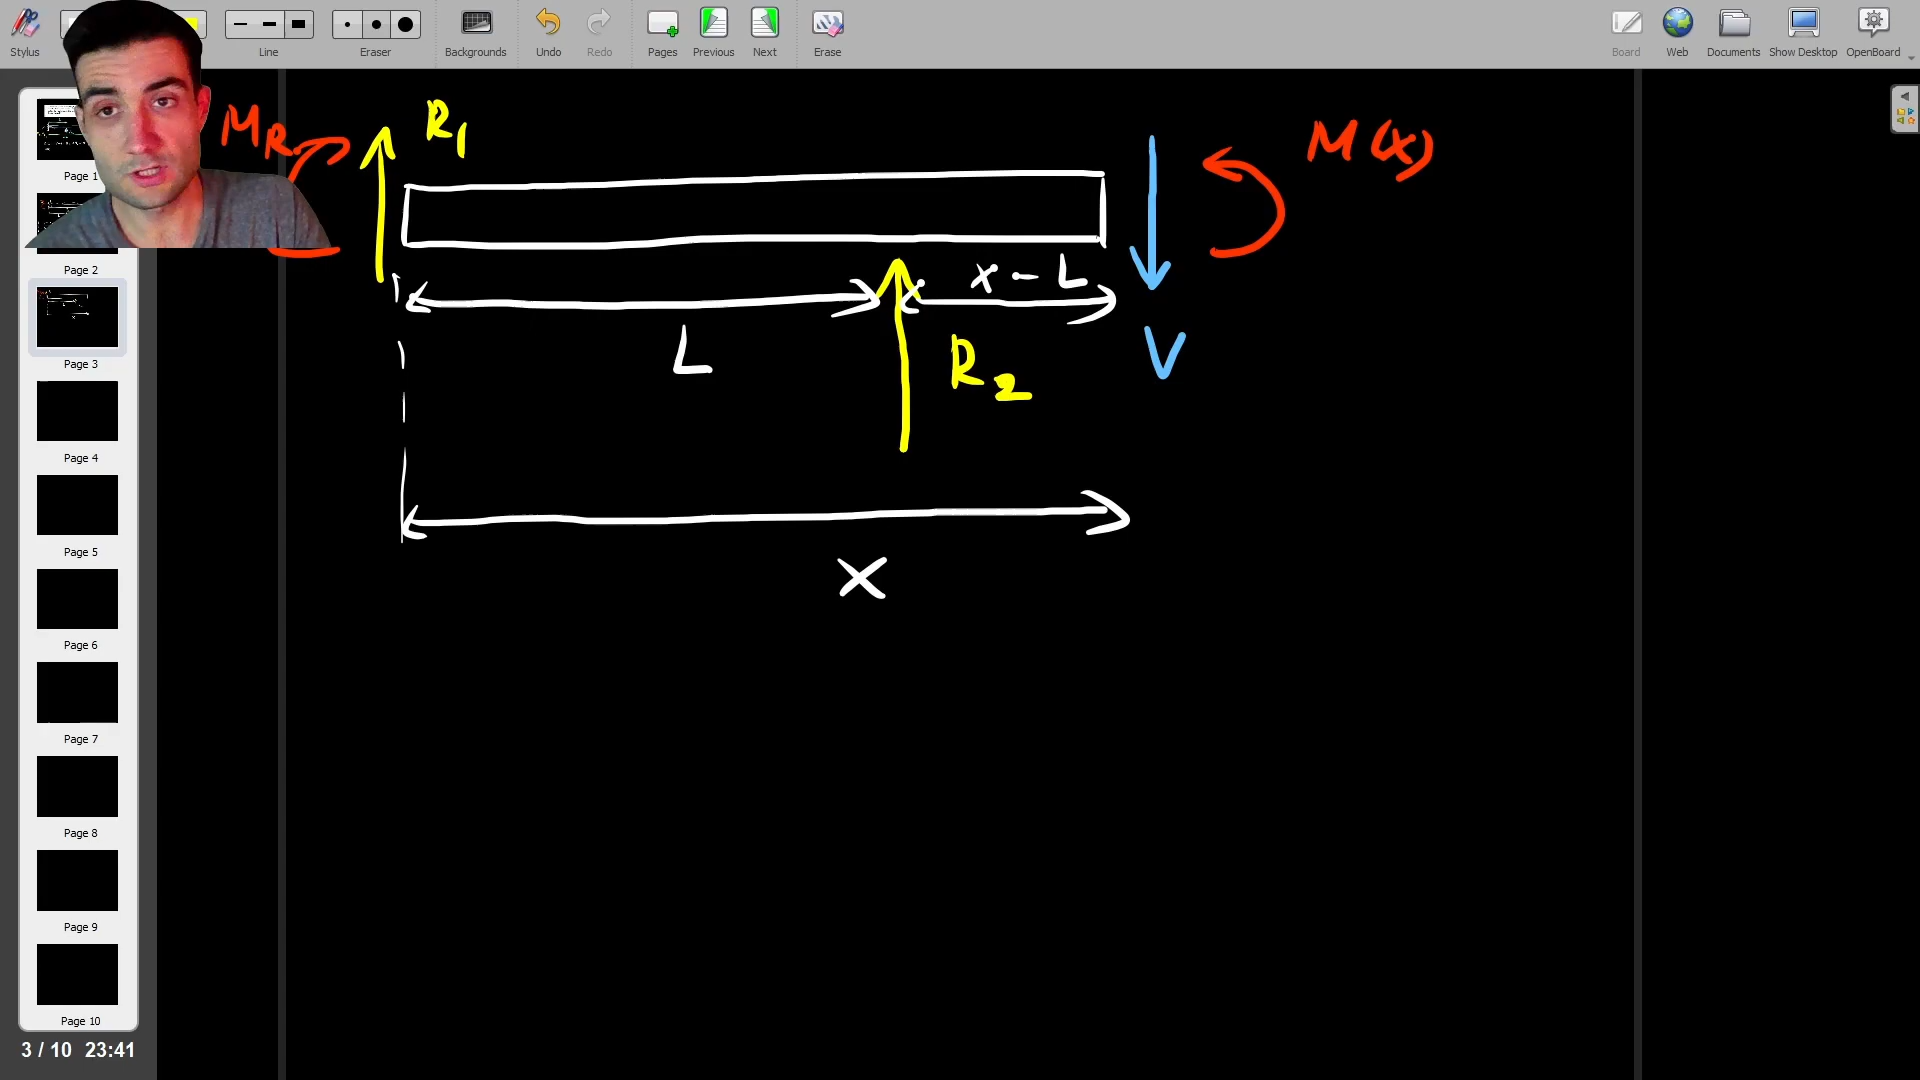 Stylus
Line
Eraser
Backgrounds
Undo
Redo
Pages
Previous
Next
Erase
Board
Web
Documents
Show Desktop
OpenBoard
Page 1
Page 2
Page 3
Page 4
Page 5
Page 6
Page 7
Page 8
Page 9
Page 10
3 / 10 23:41
MR
R1
M(x)
x - L
L
R2
V
x